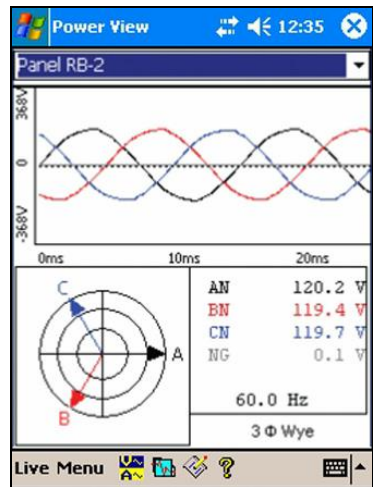 Power View 12:35
Panel RB-2
368V
0
-368V
0ms 10ms 20ms
C
A
B
AN 120.2 V
BN 119.4 V
CN 119.7 V
NG 0.1 V
60.0 Hz
3 Φ Wye
Live Menu